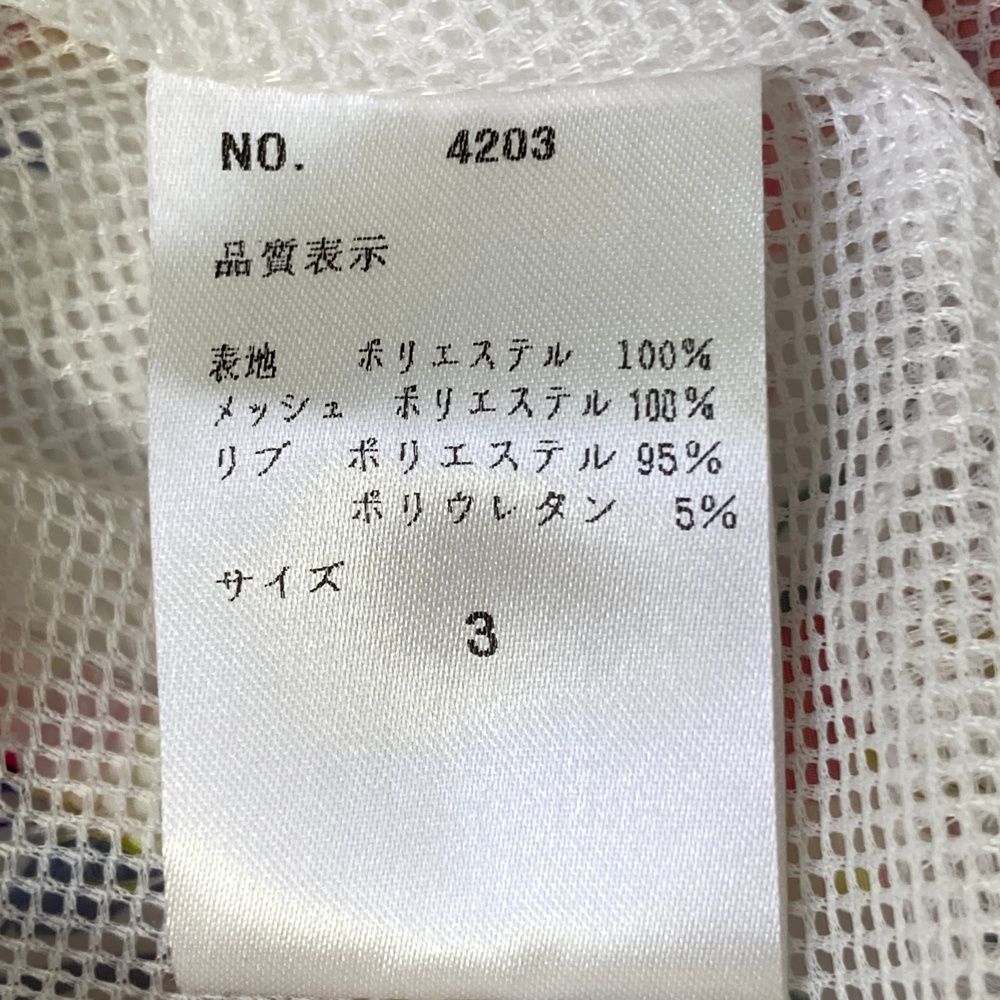 NO. 4203
品質表示
表地 ポリエステル 100%
メッシュ ポリエステル 100%
リブ ポリエステル 95%
ポリウレタン 5%
サイズ
3